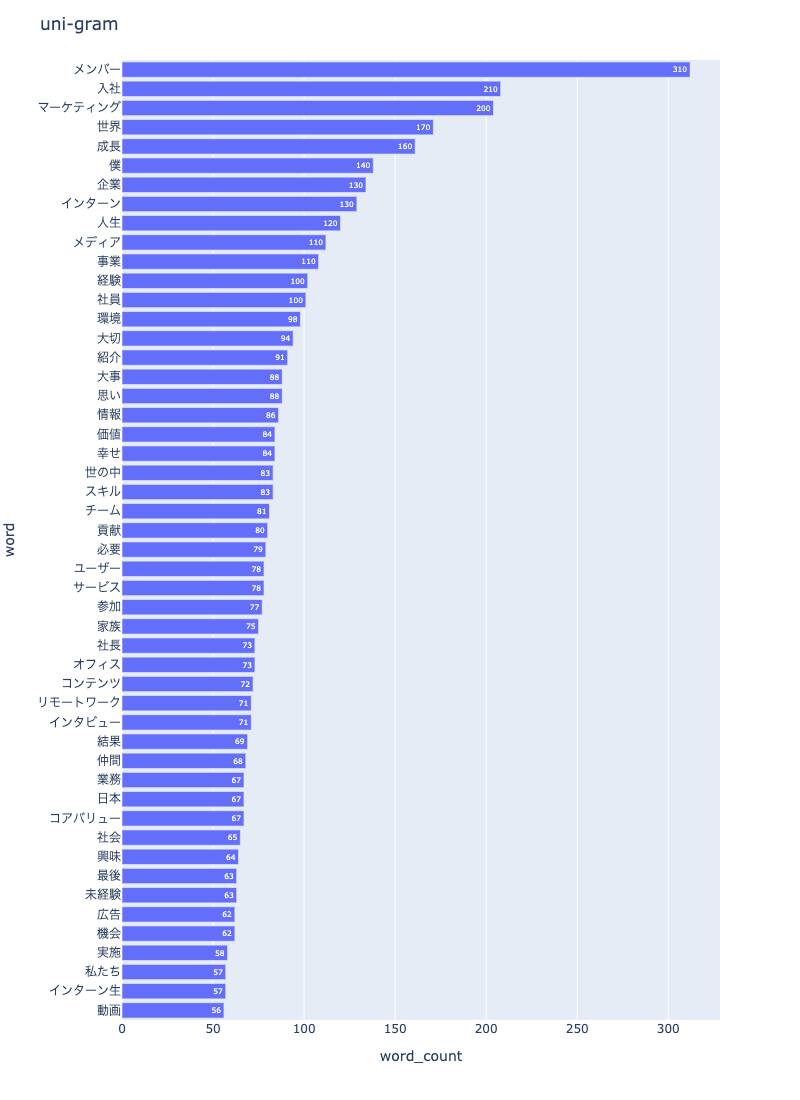 uni-gram
メンバー 310
入社 210
マーケティング 200
世界 170
成長 160
僕 140
企業 130
インターン 130
人生 120
メディア 110
事業 110
経験 100
社員 100
環境 98
大切 94
紹介 91
大事 88
思い 88
情報 86
価値 84
幸せ 84
世の中 83
スキル 83
チーム 81
貢献 80
必要 79
ユーザー 78
サービス 78
参加 77
家族 75
社長 73
オフィス 73
コンテンツ 72
リモートワーク 71
インタビュー 71
結果 69
仲間 68
業務 67
日本 67
コアバリュー 67
社会 65
興味 64
最後 63
未経験 63
広告 62
機会 62
実施 58
私たち 57
インターン生 57
動画 56
word
0 50 100 150 200 250 300
word_count